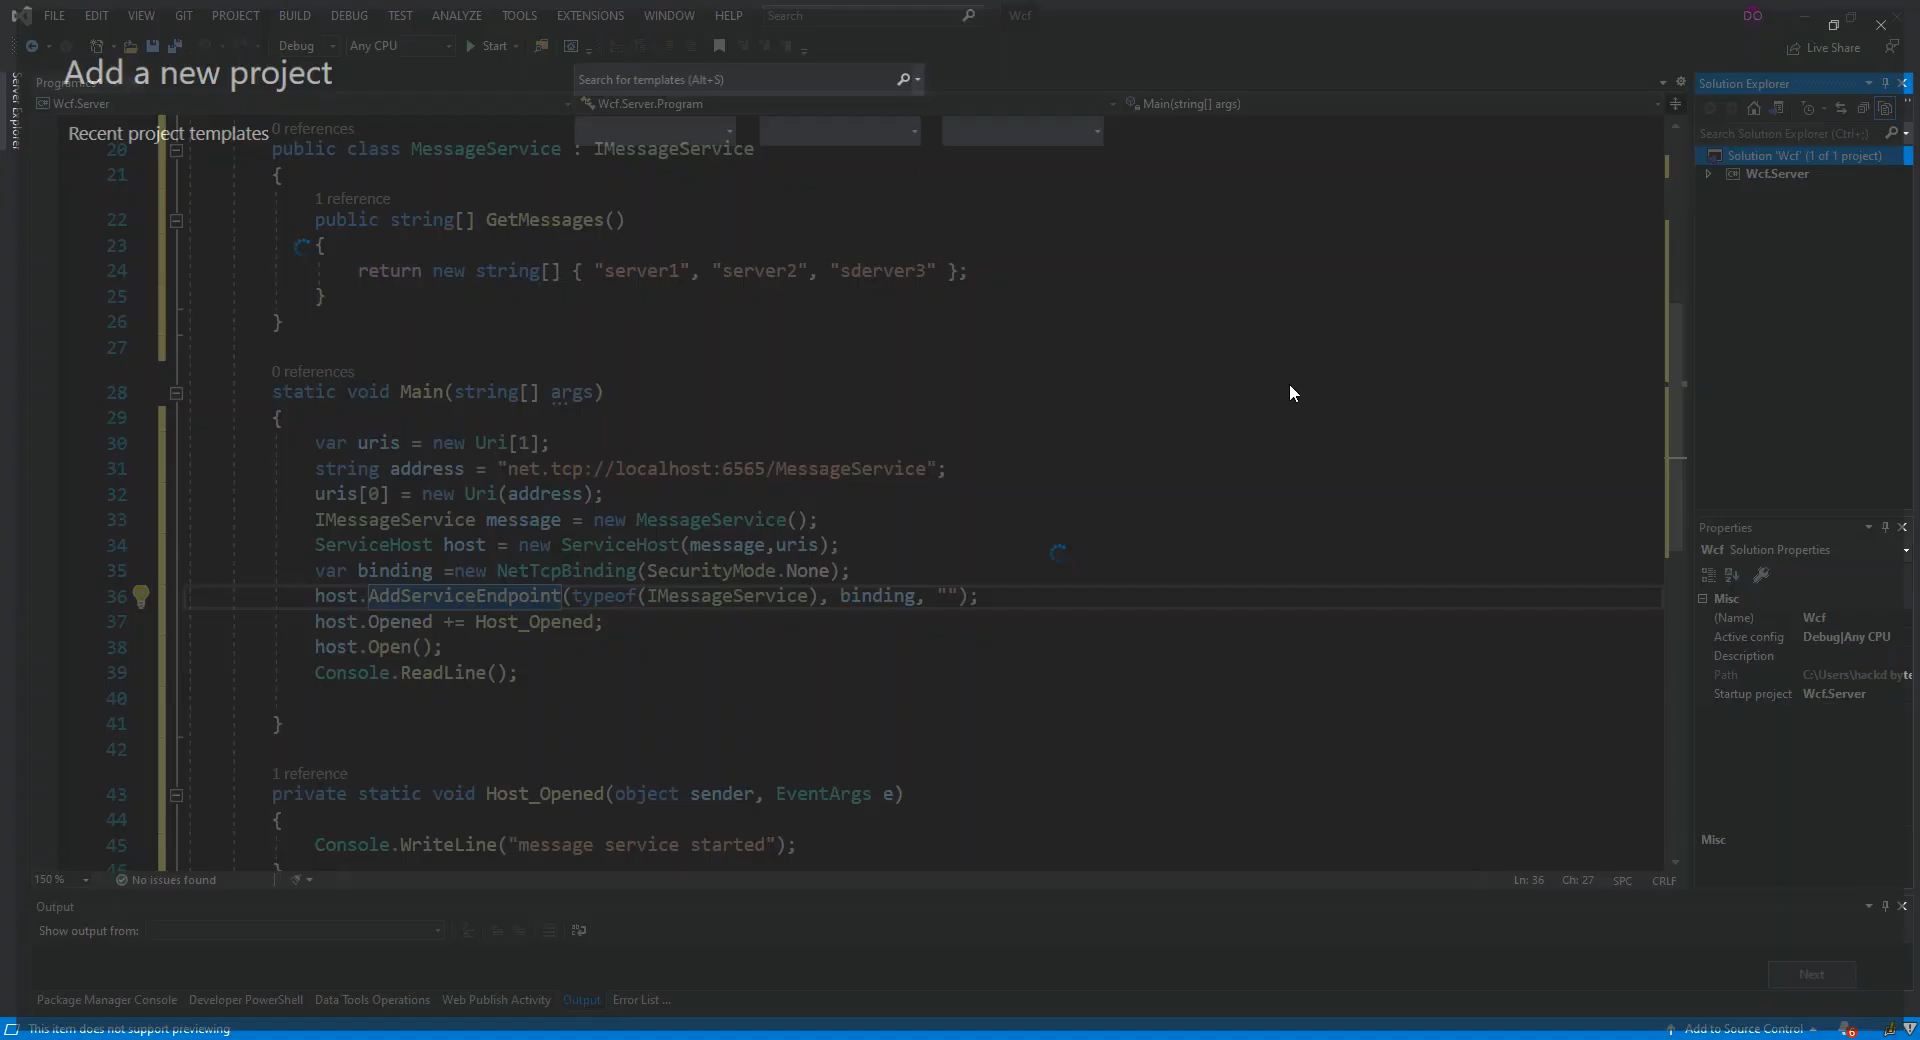 FILE EDIT VIEW GIT PROJECT BUILD DEBUG TEST ANALYZE TOOLS EXTENSIONS WINDOW HELP Search Wcf DO
Debug Any CPU Start Live Share
Add a new project
Search for templates (Alt+S)
Recent project templates
Server Explorer
Wcf.Server Wcf.Server.Program Main(string[] args)
0 references
20 public class MessageService : IMessageService
21 {
1 reference
22 public string[] GetMessages()
23 {
24 return new string[] { "server1", "server2", "sderver3" };
25 }
26 }
27
0 references
28 static void Main(string[] args)
29 {
30 var uris = new Uri[1];
31 string address = "net.tcp://localhost:6565/MessageService";
32 uris[0] = new Uri(address);
33 IMessageService message = new MessageService();
34 ServiceHost host = new ServiceHost(message,uris);
35 var binding =new NetTcpBinding(SecurityMode.None);
36 host.AddServiceEndpoint(typeof(IMessageService), binding, "");
37 host.Opened += Host_Opened;
38 host.Open();
39 Console.ReadLine();
40
41 }
42
1 reference
43 private static void Host_Opened(object sender, EventArgs e)
44 {
45 Console.WriteLine("message service started");
46 }
150 % No issues found Ln: 36 Ch: 27 SPC CRLF
Output
Show output from:
Next
Package Manager Console Developer PowerShell Data Tools Operations Web Publish Activity Output Error List ...
This item does not support previewing Add to Source Control 6
Solution Explorer
Search Solution Explorer (Ctrl+;)
Solution 'Wcf' (1 of 1 project)
Wcf.Server
Properties
Wcf Solution Properties
Misc
(Name) Wcf
Active config Debug|Any CPU
Description
Path C:\Users\hackd byte
Startup project Wcf.Server
Misc